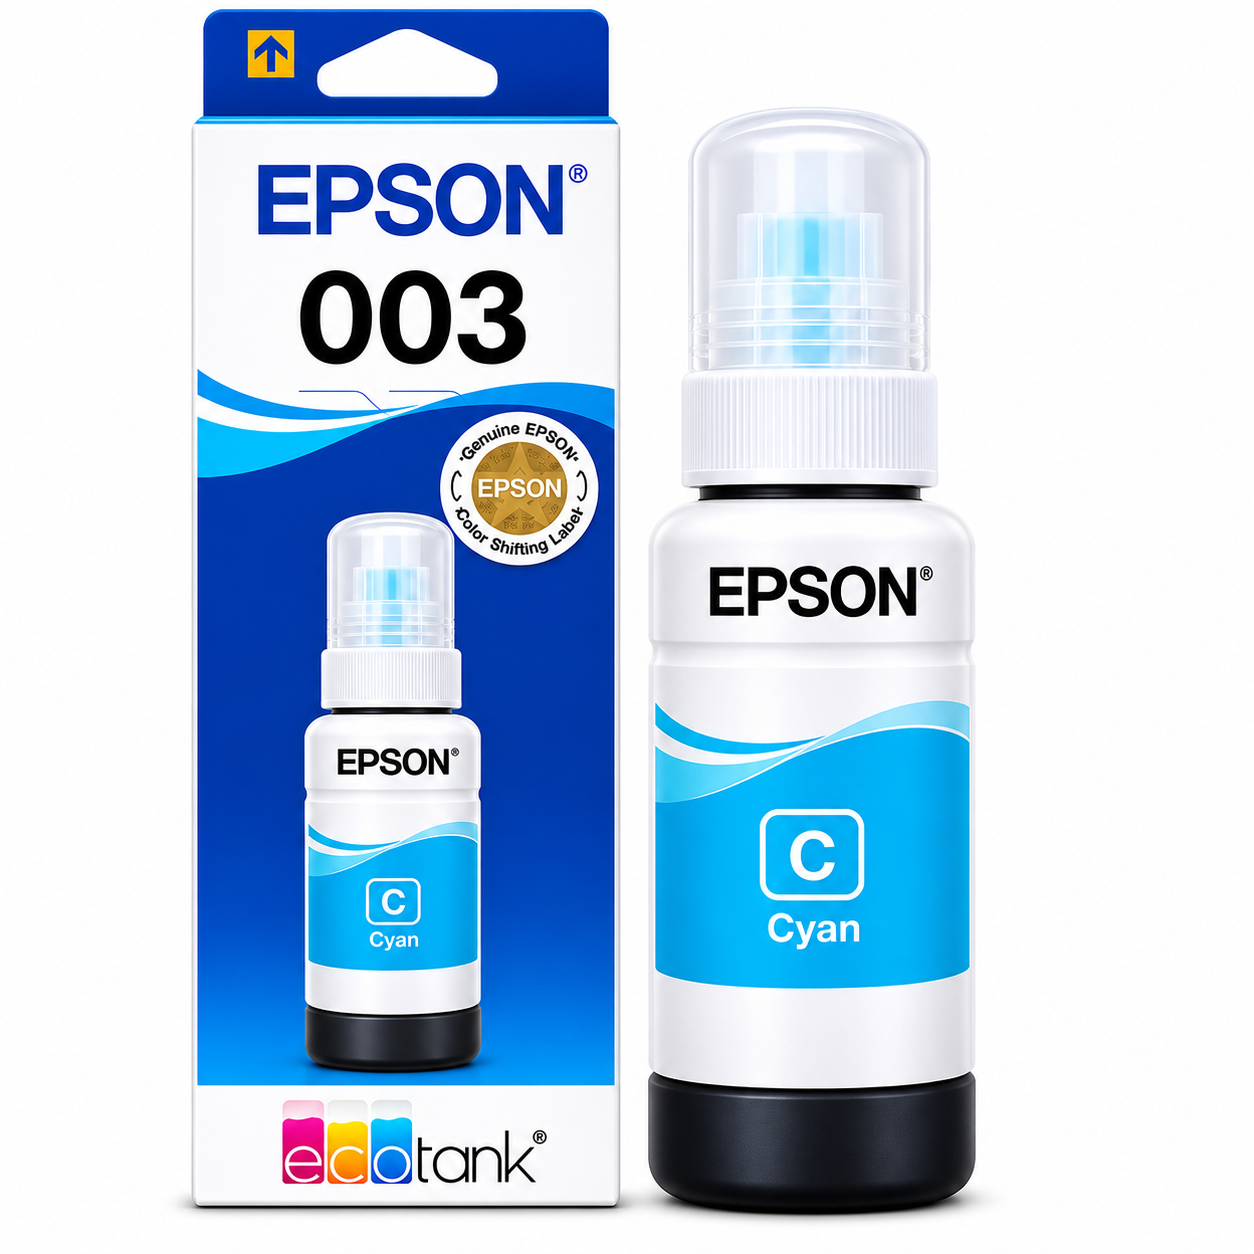 EPSON®
003
Genuine EPSON
EPSON
Color Shifting Label
EPSON®
C
Cyan
ecotank®
EPSON®
C
Cyan